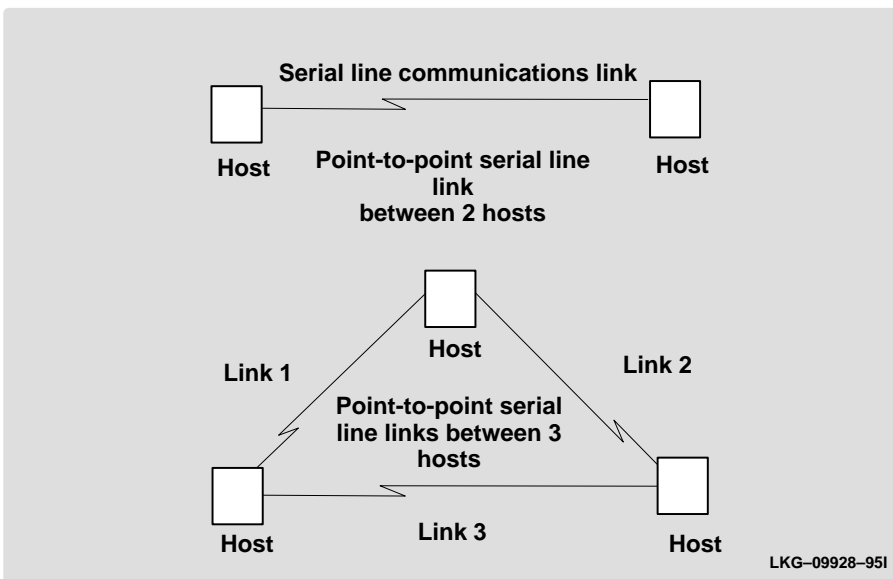 Serial line communications link
Host
Point-to-point serial line
link
between 2 hosts
Host
Host
Link 1
Link 2
Point-to-point serial
line links between 3
hosts
Host
Link 3
Host
LKG–09928–95I